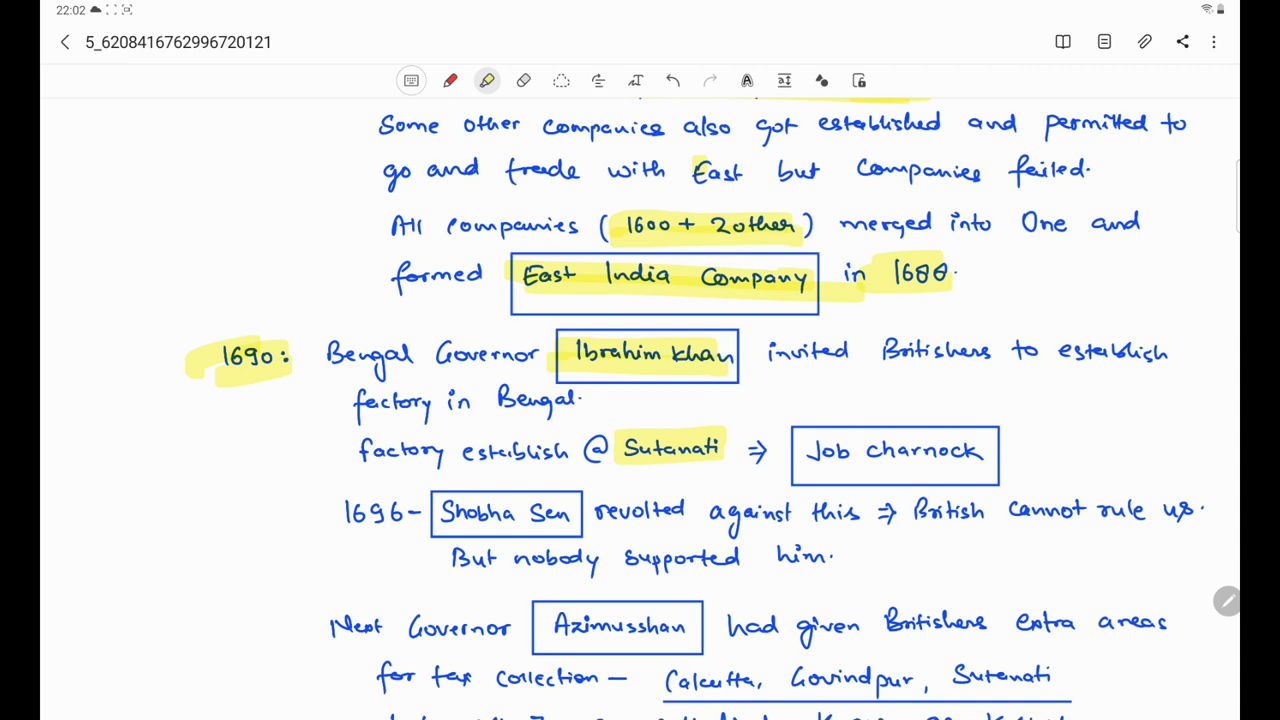 22:02
5_6208416762996720121
Some other companies also got established and permitted to
go and trade with East but companies failed.
All companies (1600 + 2 other) merged into One and
formed East India Company in 1688.
1690: Bengal Governor Ibrahim Khan invited Britishers to establish
factory in Bengal.
factory establish @ Sutanati ⇒ Job Charnock
1696 - Shobha Sen revolted against this ⇒ British cannot rule us.
But nobody supported him.
Next Governor Azimusshan had given Britishers extra areas
for tax collection – Calcutta, Govindpur, Sutanati